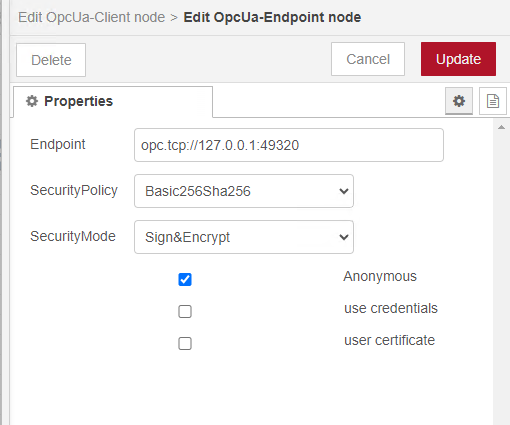 Edit OpcUa-Client node > Edit OpcUa-Endpoint node
Delete
Cancel
Update
Properties
Endpoint
opc.tcp://127.0.0.1:49320
SecurityPolicy
Basic256Sha256
SecurityMode
Sign&Encrypt
Anonymous
use credentials
user certificate